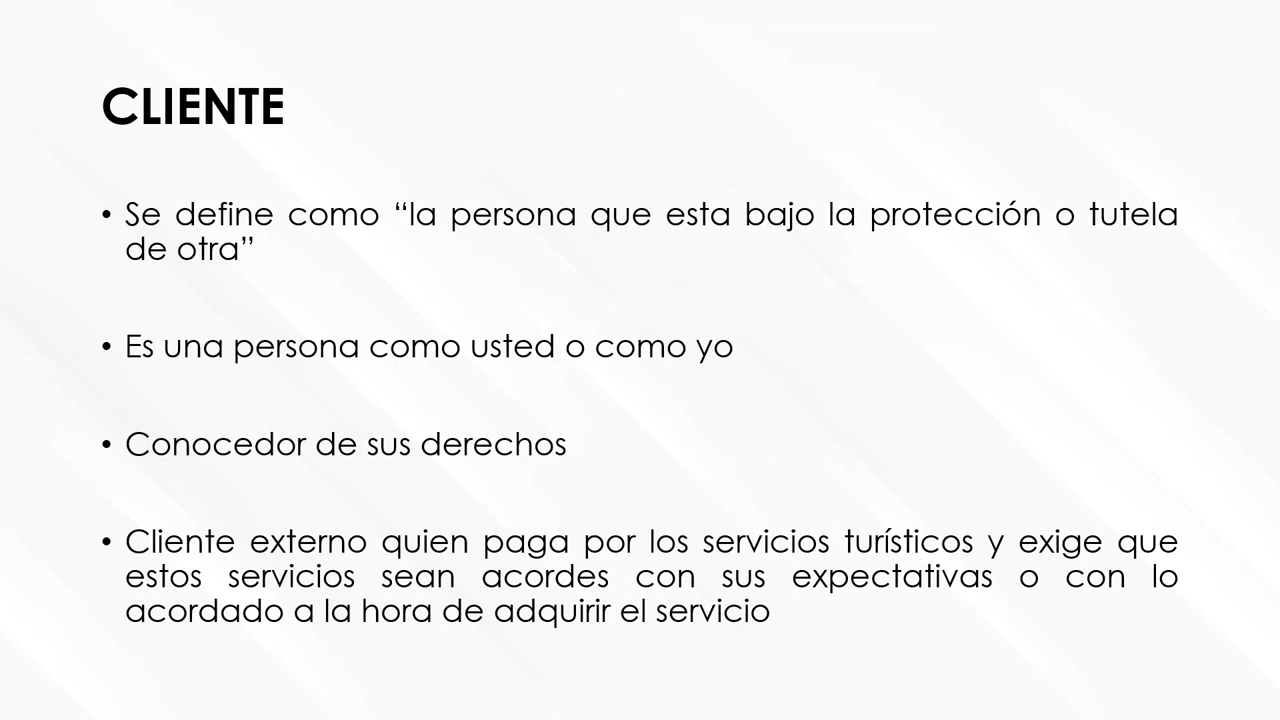 CLIENTE
• Se define como “la persona que esta bajo la protección o tutela
de otra”
• Es una persona como usted o como yo
• Conocedor de sus derechos
• Cliente externo quien paga por los servicios turísticos y exige que
estos servicios sean acordes con sus expectativas o con lo
acordado a la hora de adquirir el servicio